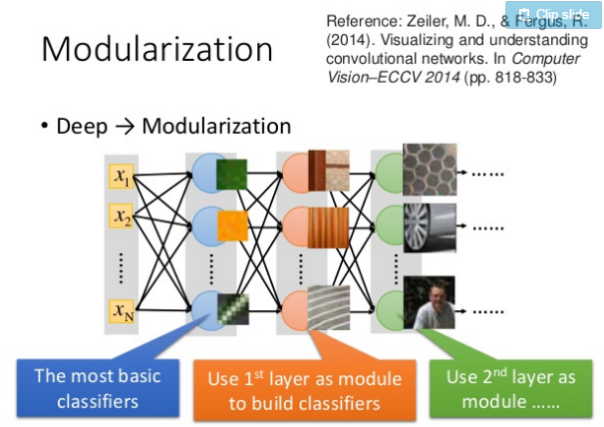 Clip slide
Reference: Zeiler, M. D., & Fergus, R.
(2014). Visualizing and understanding
convolutional networks. In Computer
Vision–ECCV 2014 (pp. 818-833)
Modularization
• Deep → Modularization
x1
x2
……
xN
……
……
……
……
……
……
The most basic
classifiers
Use 1st layer as module
to build classifiers
Use 2nd layer as
module ……